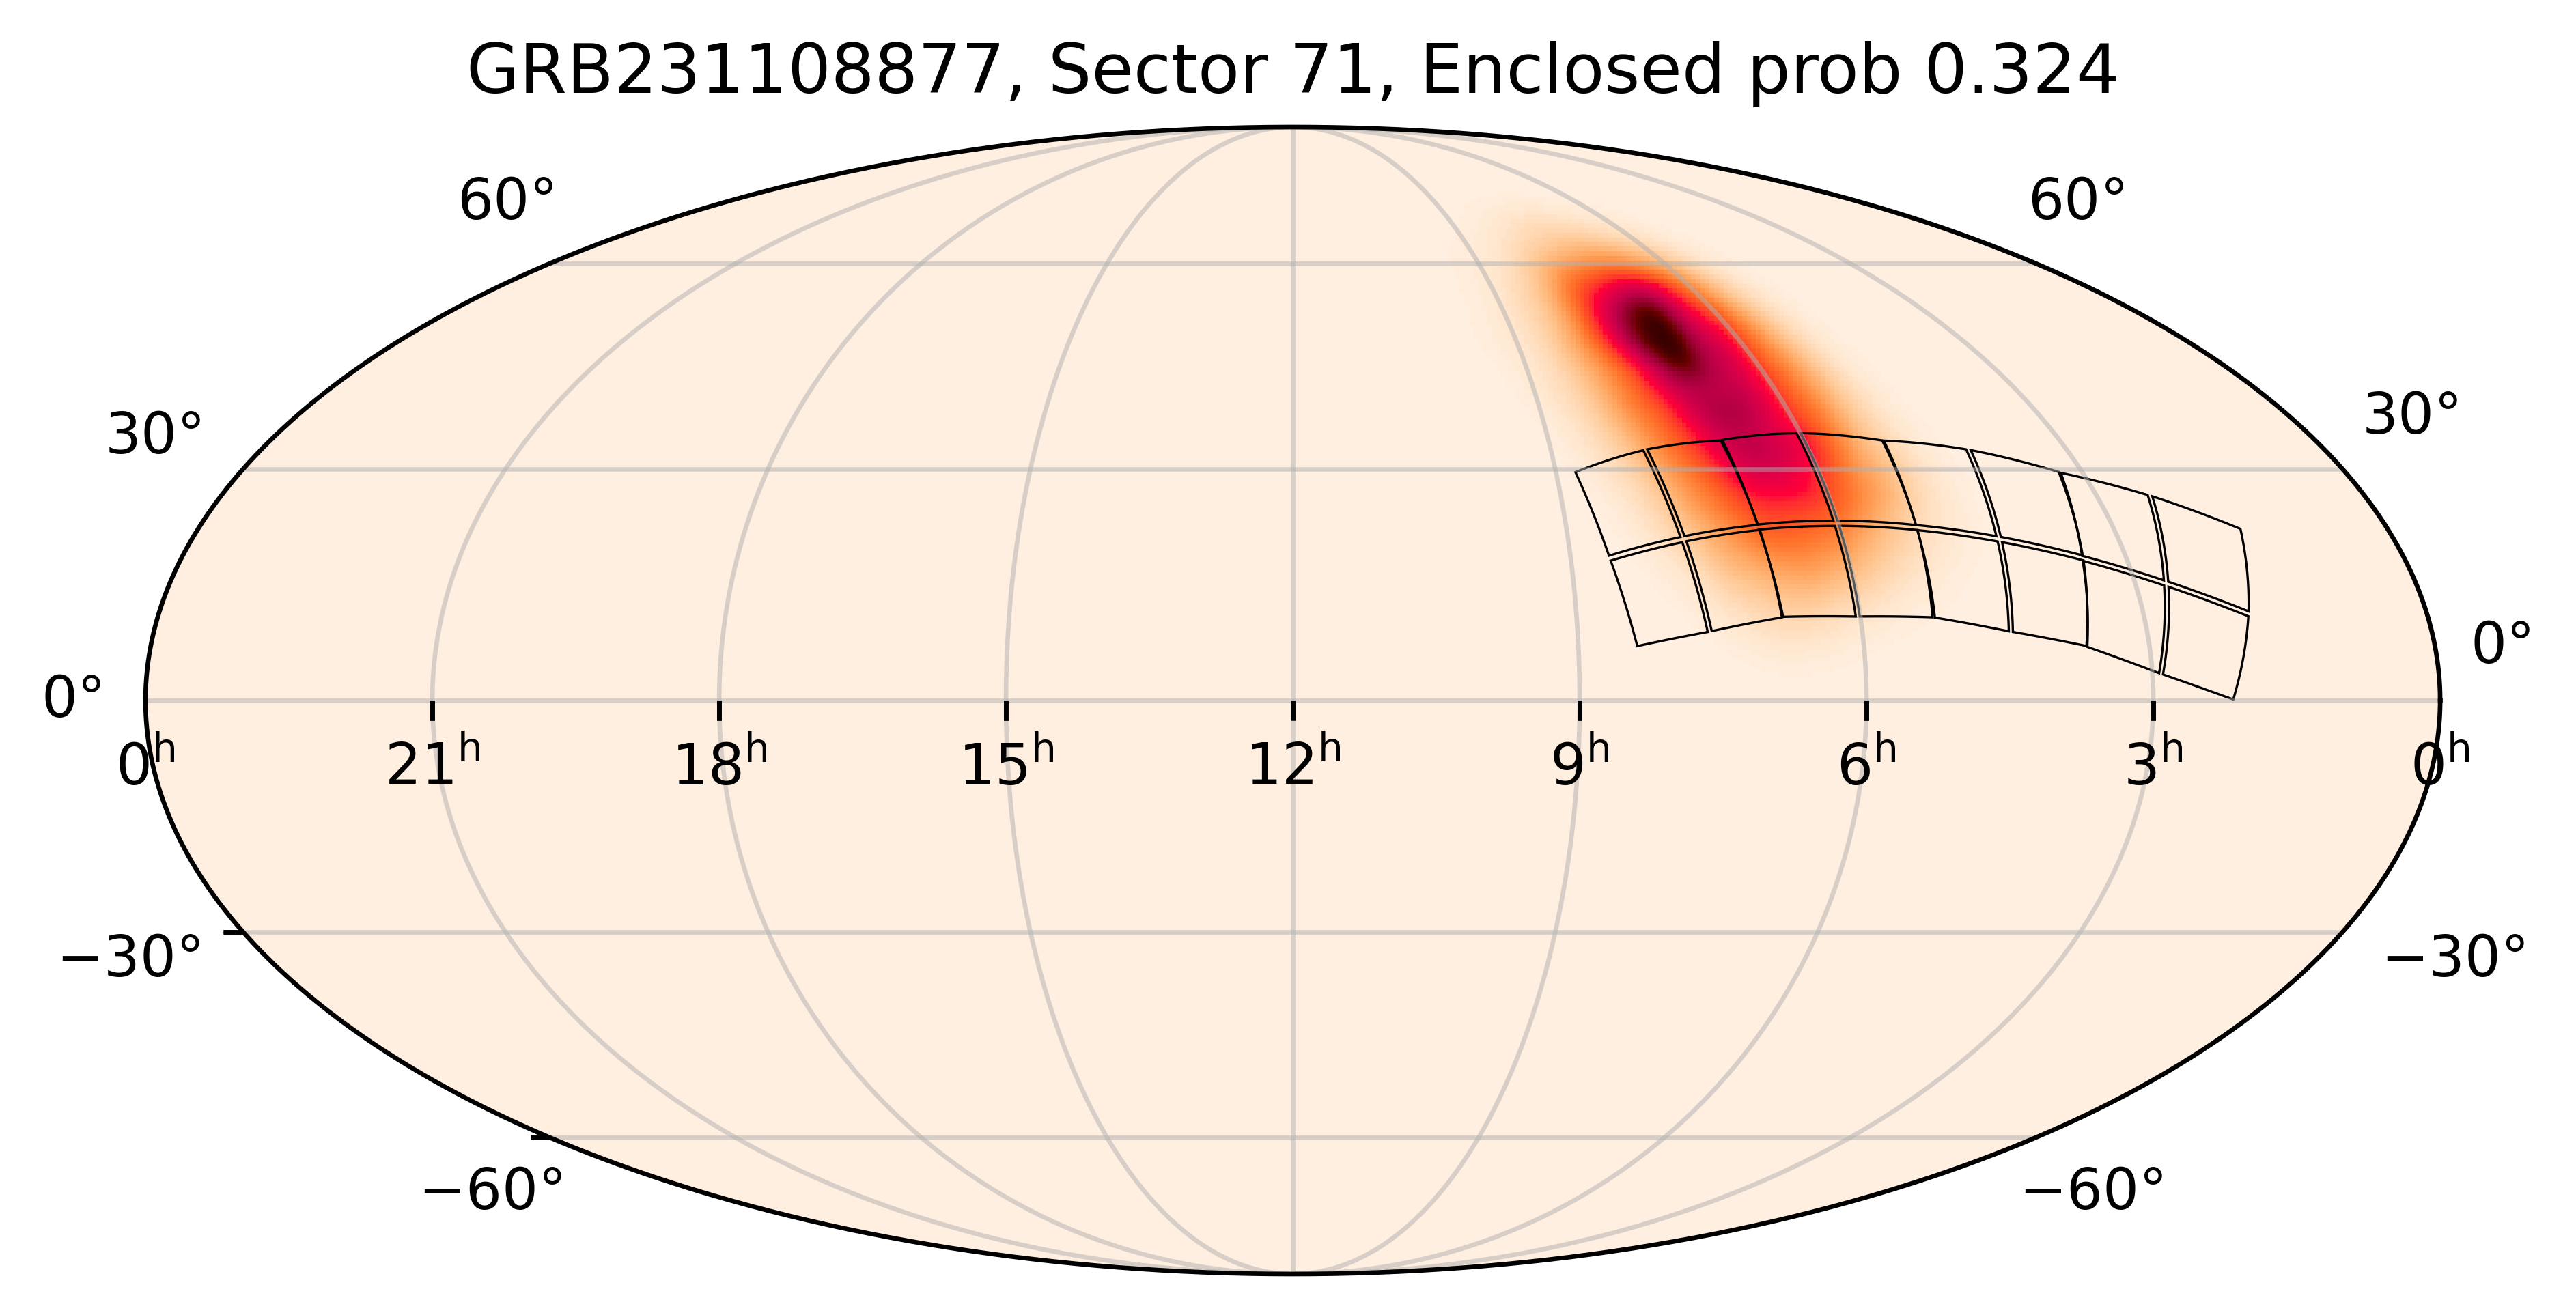 GRB231108877, Sector 71, Enclosed prob 0.324
60° 60°
30° 30°
0° 0°
0h 21h 18h 15h 12h 9h 6h 3h 0h
−30° −30°
−60° −60°